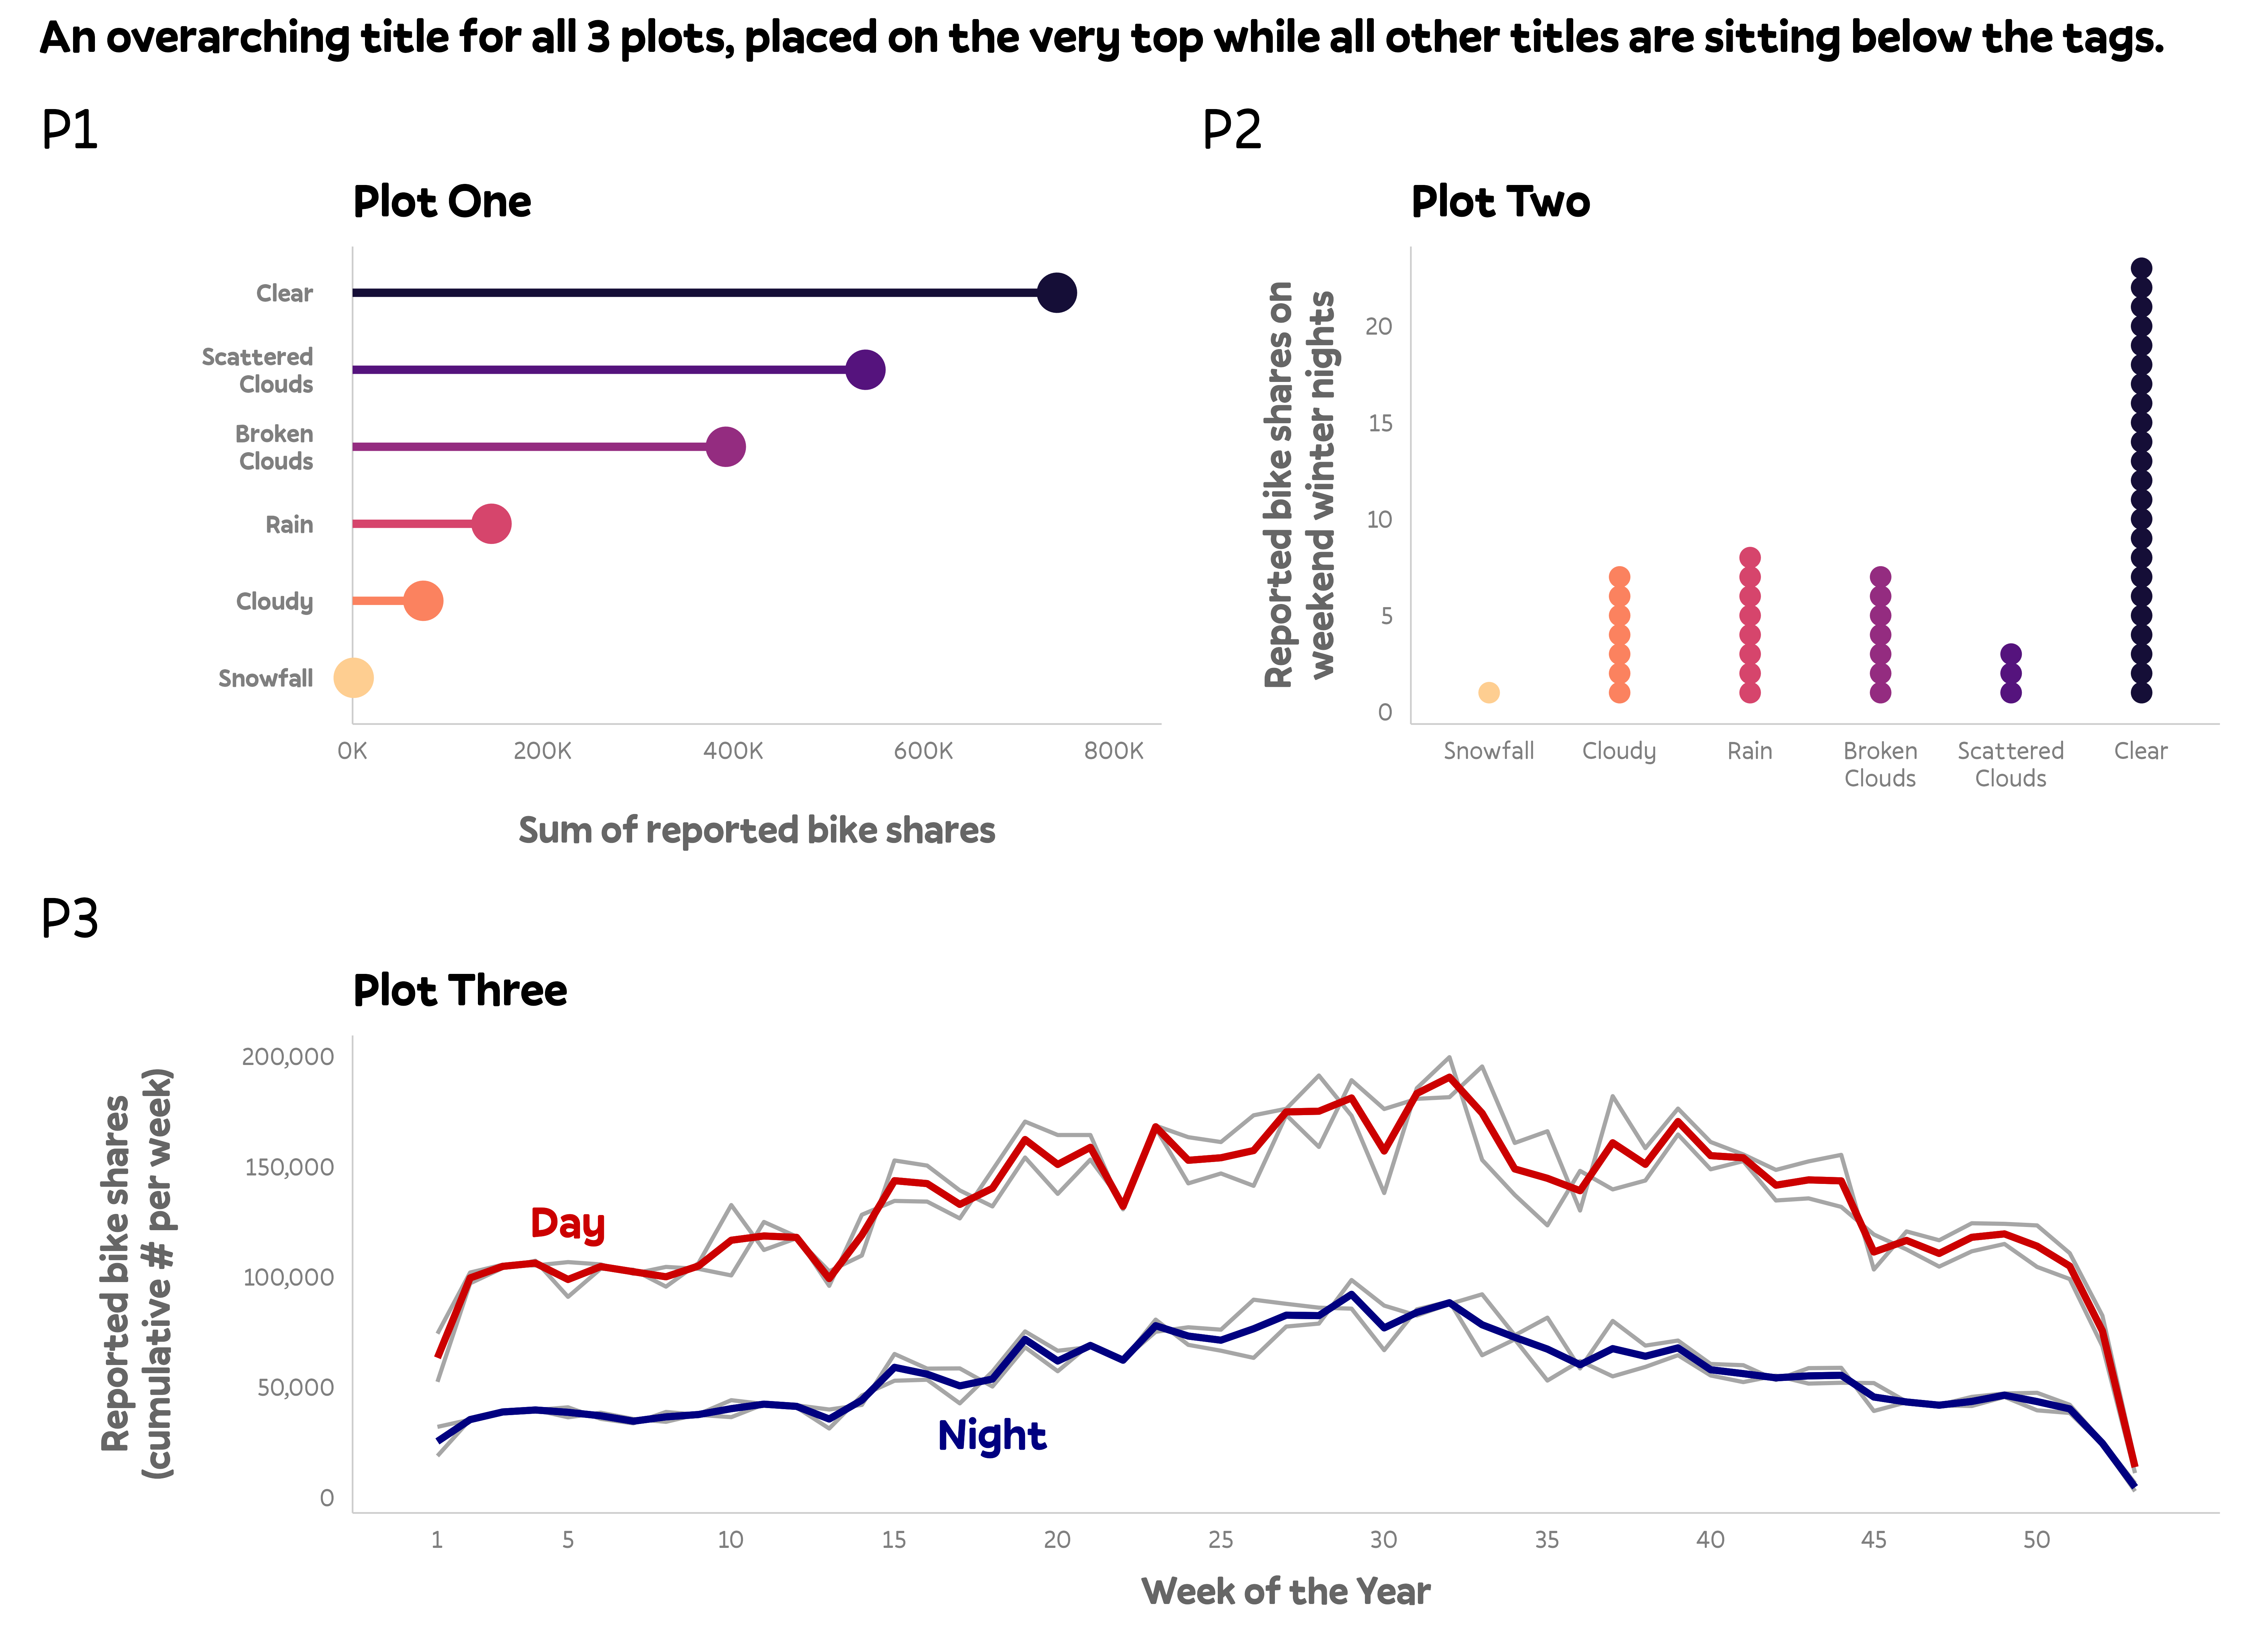 An overarching title for all 3 plots, placed on the very top while all other titles are sitting below the tags.
P1
Plot One
Clear
Scattered
Clouds
Broken
Clouds
Rain
Cloudy
Snowfall
0K 200K 400K 600K 800K
Sum of reported bike shares
P2
Plot Two
Reported bike shares on
weekend winter nights
20
15
10
5
0
Snowfall Cloudy Rain Broken Scattered Clear
Clouds Clouds
P3
Plot Three
Reported bike shares
(cumulative # per week)
200,000
150,000
100,000
50,000
0
Day
Night
1 5 10 15 20 25 30 35 40 45 50
Week of the Year